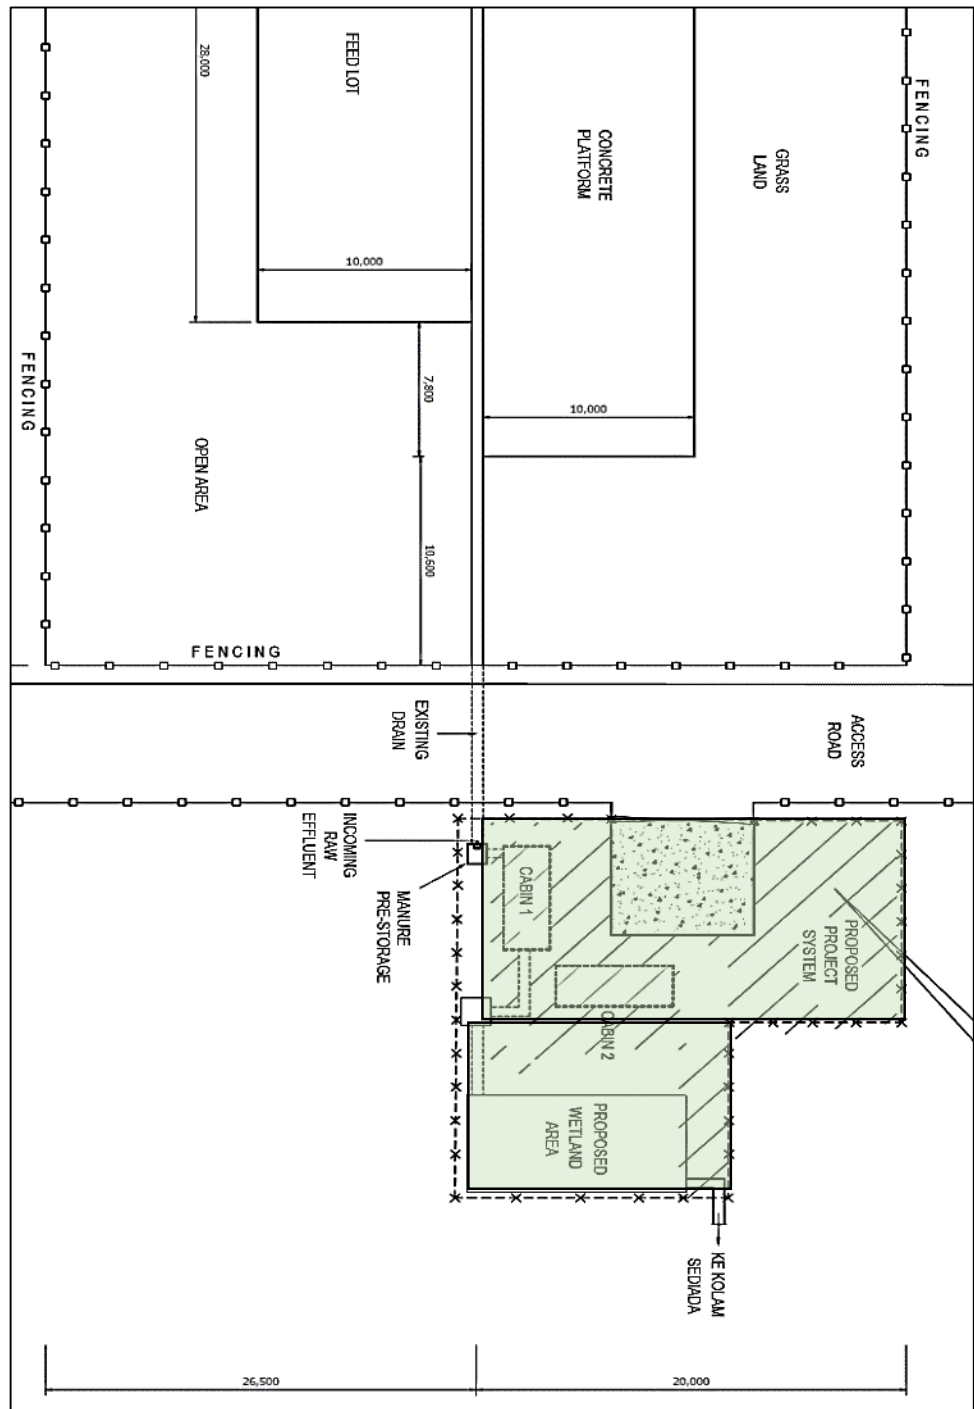 FENCING
28,000
FEED LOT
CONCRETE
PLATFORM
GRASS
LAND
10,000
FENCING
7,800
10,000
OPEN AREA
10,600
FENCING
EXISTING
DRAIN
ACCESS
ROAD
INCOMING
RAW
EFFLUENT
MANURE
PRE-STORAGE
CABIN 1
PROPOSED
PROJECT
SYSTEM
CABIN 2
PROPOSED
WETLAND
AREA
KE KOLAM
SEDIADA
26,500
20,000